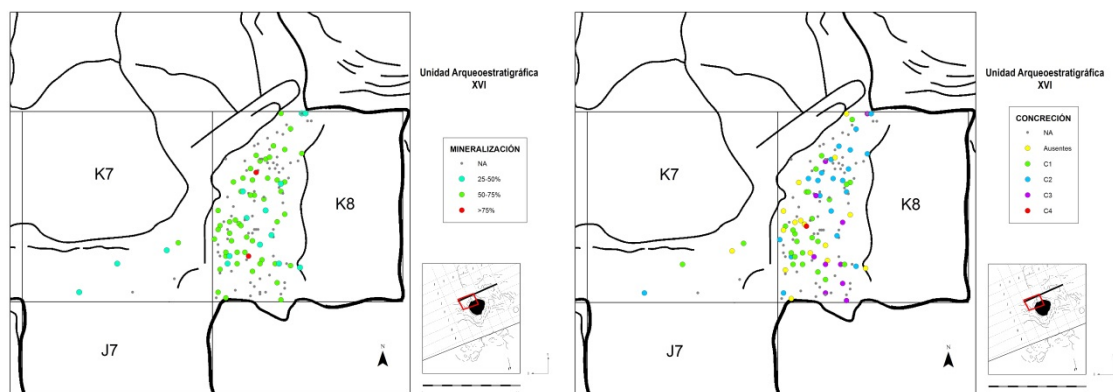 Unidad Arqueoestratigráfica
XVI
MINERALIZACIÓN
NA
25-50%
50-75%
>75%
K7
K8
J7
N
Unidad Arqueoestratigráfica
XVI
CONCRECIÓN
NA
Ausentes
C1
C2
C3
C4
K7
K8
J7
N